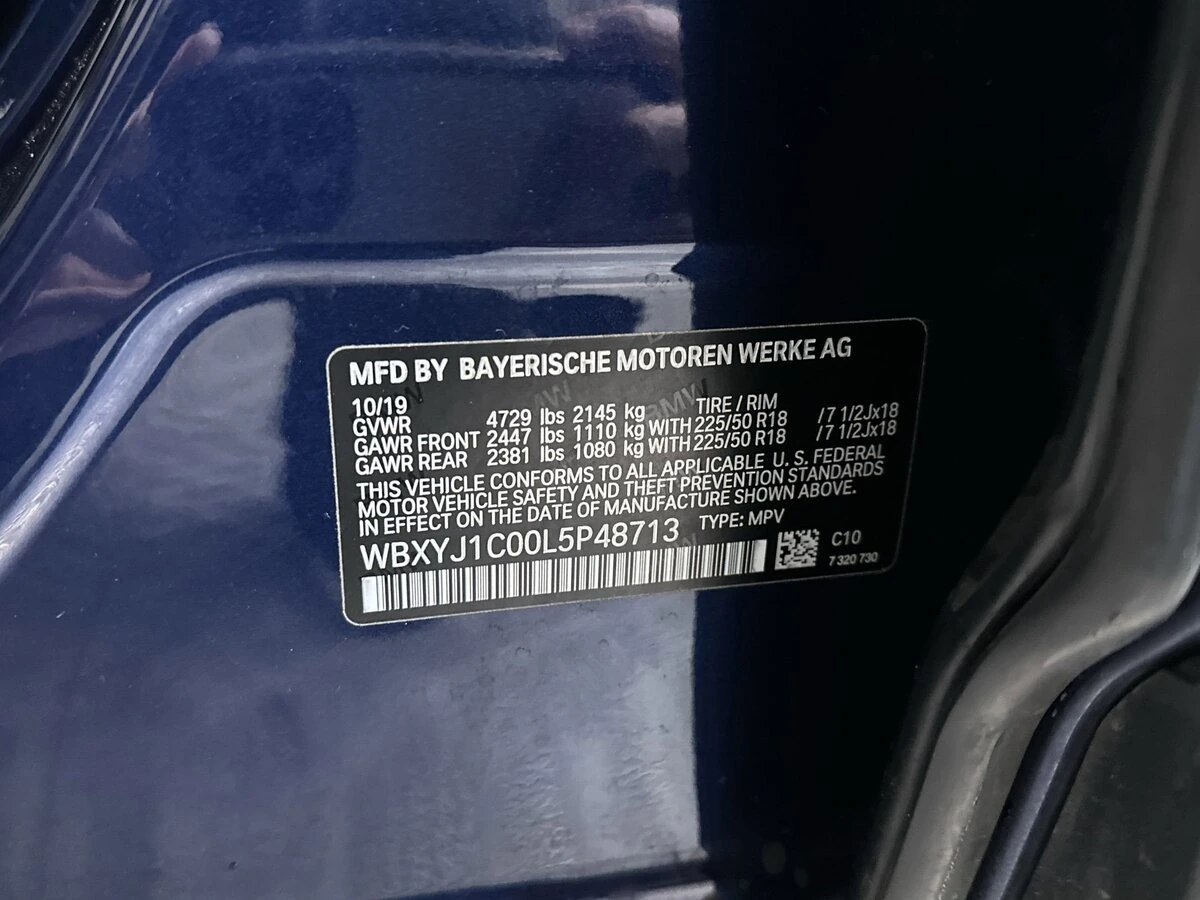 MFD BY BAYERISCHE MOTOREN WERKE AG
10/19 TIRE / RIM
GVWR 4729 lbs 2145 kg
GAWR FRONT 2447 lbs 1110 kg WITH 225/50 R18 /7 1/2Jx18
GAWR REAR 2381 lbs 1080 kg WITH 225/50 R18 /7 1/2Jx18
THIS VEHICLE CONFORMS TO ALL APPLICABLE U. S. FEDERAL
MOTOR VEHICLE SAFETY AND THEFT PREVENTION STANDARDS
IN EFFECT ON THE DATE OF MANUFACTURE SHOWN ABOVE.
WBXYJ1C00L5P48713 TYPE: MPV
C10
7 320 730